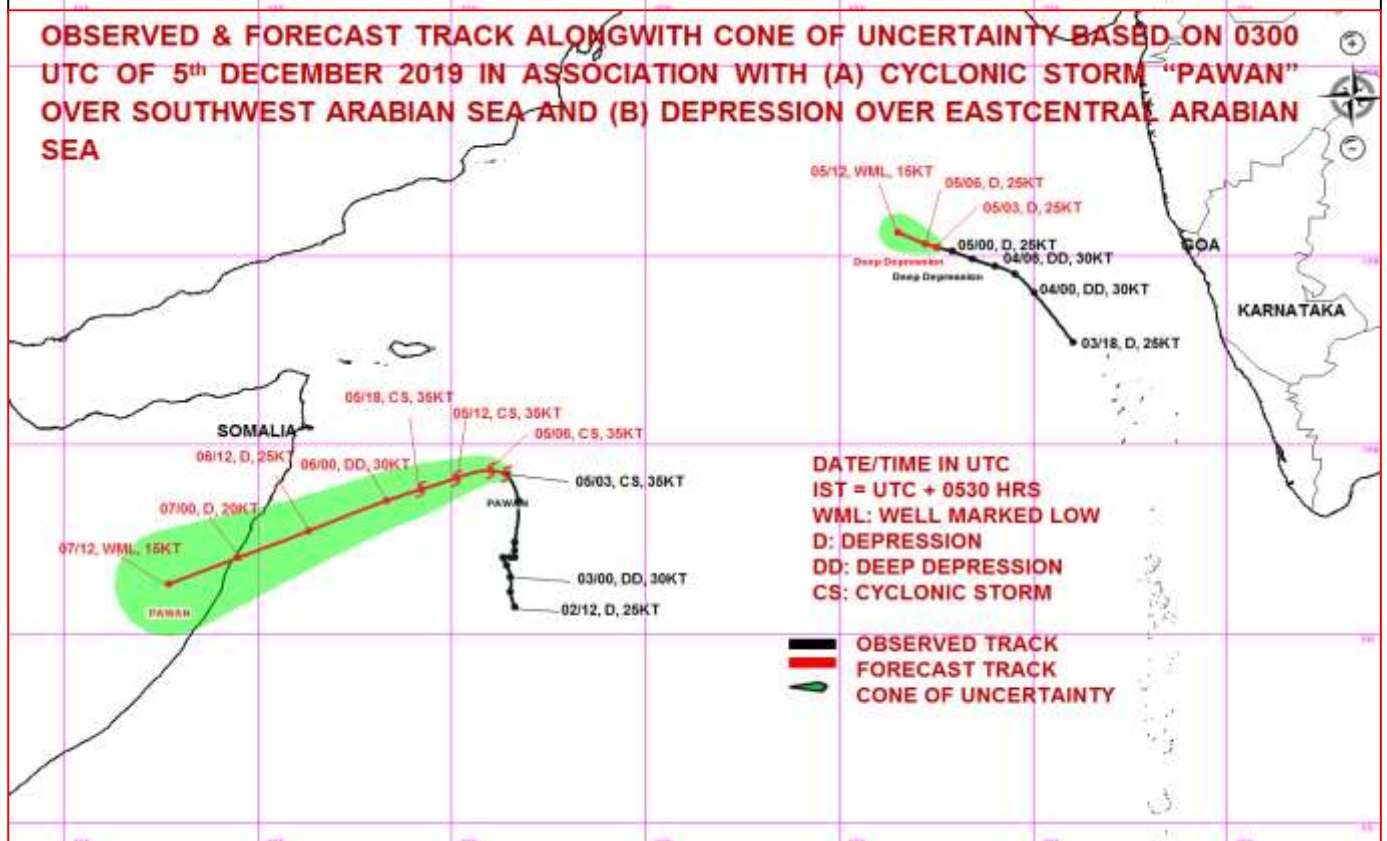 OBSERVED & FORECAST TRACK ALONGWITH CONE OF UNCERTAINTY BASED ON 0300
UTC OF 5th DECEMBER 2019 IN ASSOCIATION WITH (A) CYCLONIC STORM “PAWAN”
OVER SOUTHWEST ARABIAN SEA AND (B) DEPRESSION OVER EASTCENTRAL ARABIAN
SEA
05/12, WML, 15KT
05/06, D, 25KT
05/03, D, 25KT
05/00, D, 25KT
GOA
Deep Depression
04/06, DD, 30KT
Deep Depression
04/00, DD, 30KT
KARNATAKA
03/18, D, 25KT
05/18, CS, 35KT
05/12, CS, 35KT
SOMALIA
05/06, CS, 35KT
06/12, D, 25KT
06/00, DD, 30KT
05/03, CS, 35KT
PAWAN
07/00, D, 20KT
07/12, WML, 15KT
03/00, DD, 30KT
02/12, D, 25KT
PAWAN
DATE/TIME IN UTC
IST = UTC + 0530 HRS
WML: WELL MARKED LOW
D: DEPRESSION
DD: DEEP DEPRESSION
CS: CYCLONIC STORM
OBSERVED TRACK
FORECAST TRACK
CONE OF UNCERTAINTY